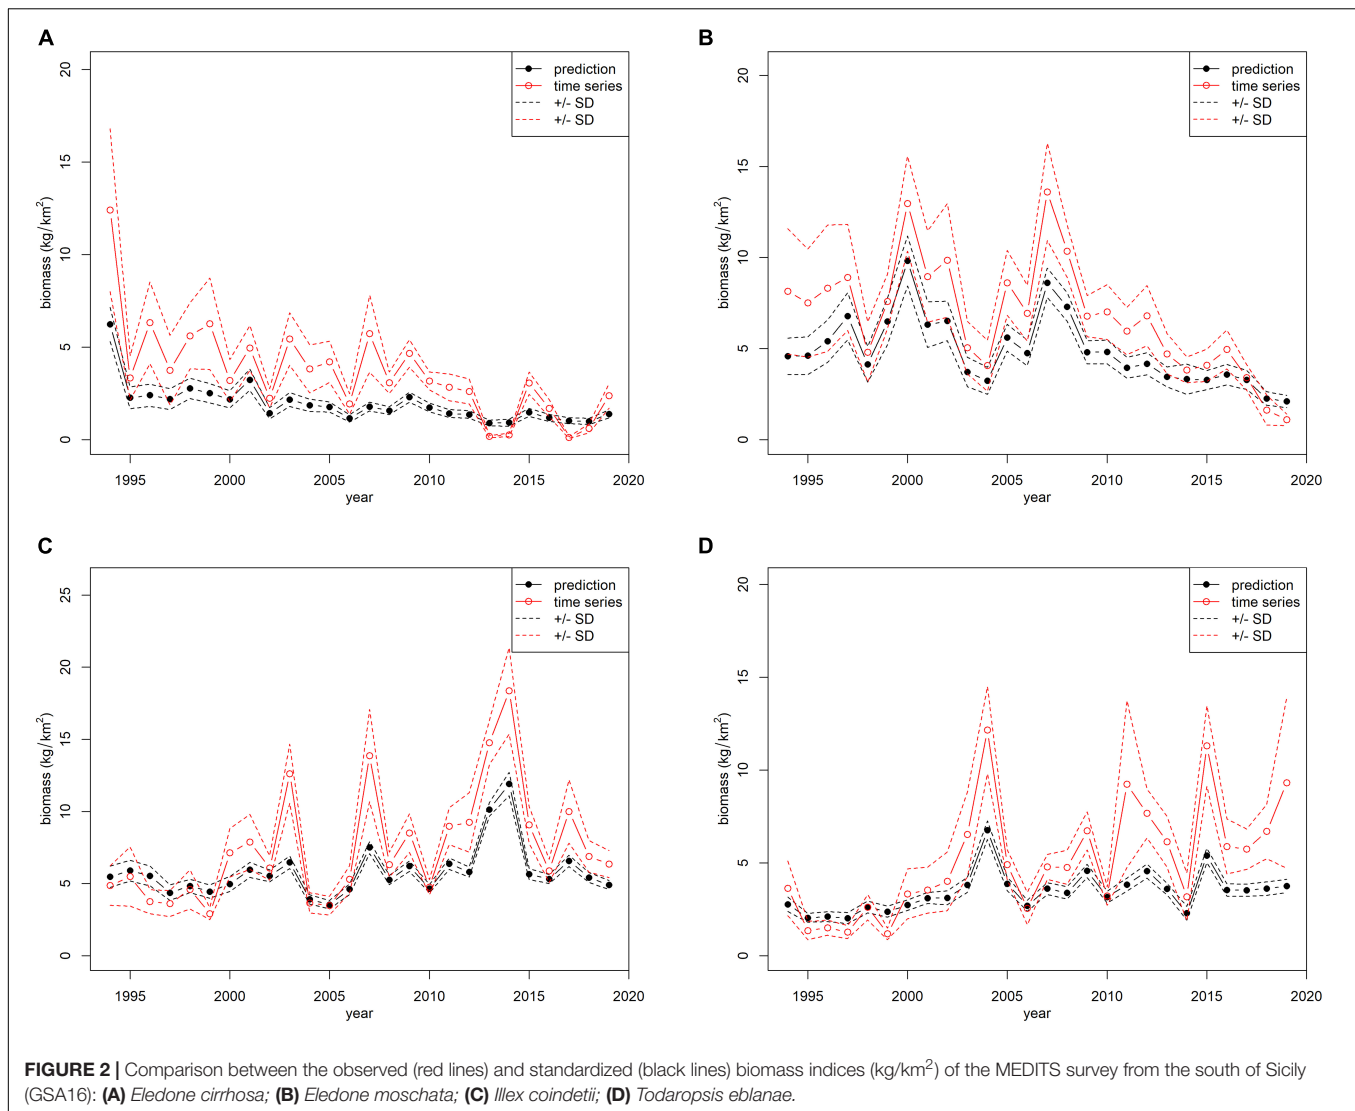 A
20
15
10
5
0
biomass (kg/km²)
prediction
time series
+/- SD
+/- SD
1995 2000 2005 2010 2015 2020
year
B
20
15
10
5
0
biomass (kg/km²)
prediction
time series
+/- SD
+/- SD
1995 2000 2005 2010 2015 2020
year
C
25
20
15
10
5
0
biomass (kg/km²)
prediction
time series
+/- SD
+/- SD
1995 2000 2005 2010 2015 2020
year
D
20
15
10
5
0
biomass (kg/km²)
prediction
time series
+/- SD
+/- SD
1995 2000 2005 2010 2015 2020
year
FIGURE 2 | Comparison between the observed (red lines) and standardized (black lines) biomass indices (kg/km²) of the MEDITS survey from the south of Sicily
(GSA16): (A) Eledone cirrhosa; (B) Eledone moschata; (C) Illex coindetii; (D) Todaropsis eblanae.